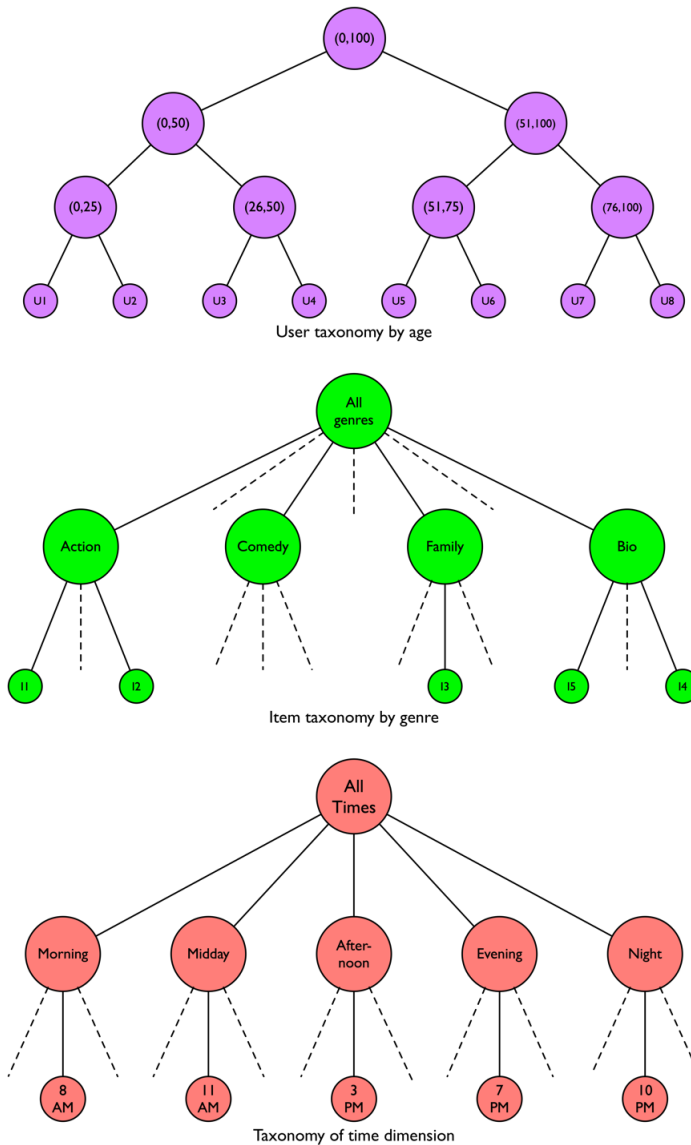 (0,100)
(0,50)
(51,100)
(0,25)
(26,50)
(51,75)
(76,100)
U1
U2
U3
U4
U5
U6
U7
U8
User taxonomy by age
All
genres
Action
Comedy
Family
Bio
I1
I2
I3
I5
I4
Item taxonomy by genre
All
Times
Morning
Midday
After-
noon
Evening
Night
8
AM
11
AM
3
PM
7
PM
10
PM
Taxonomy of time dimension